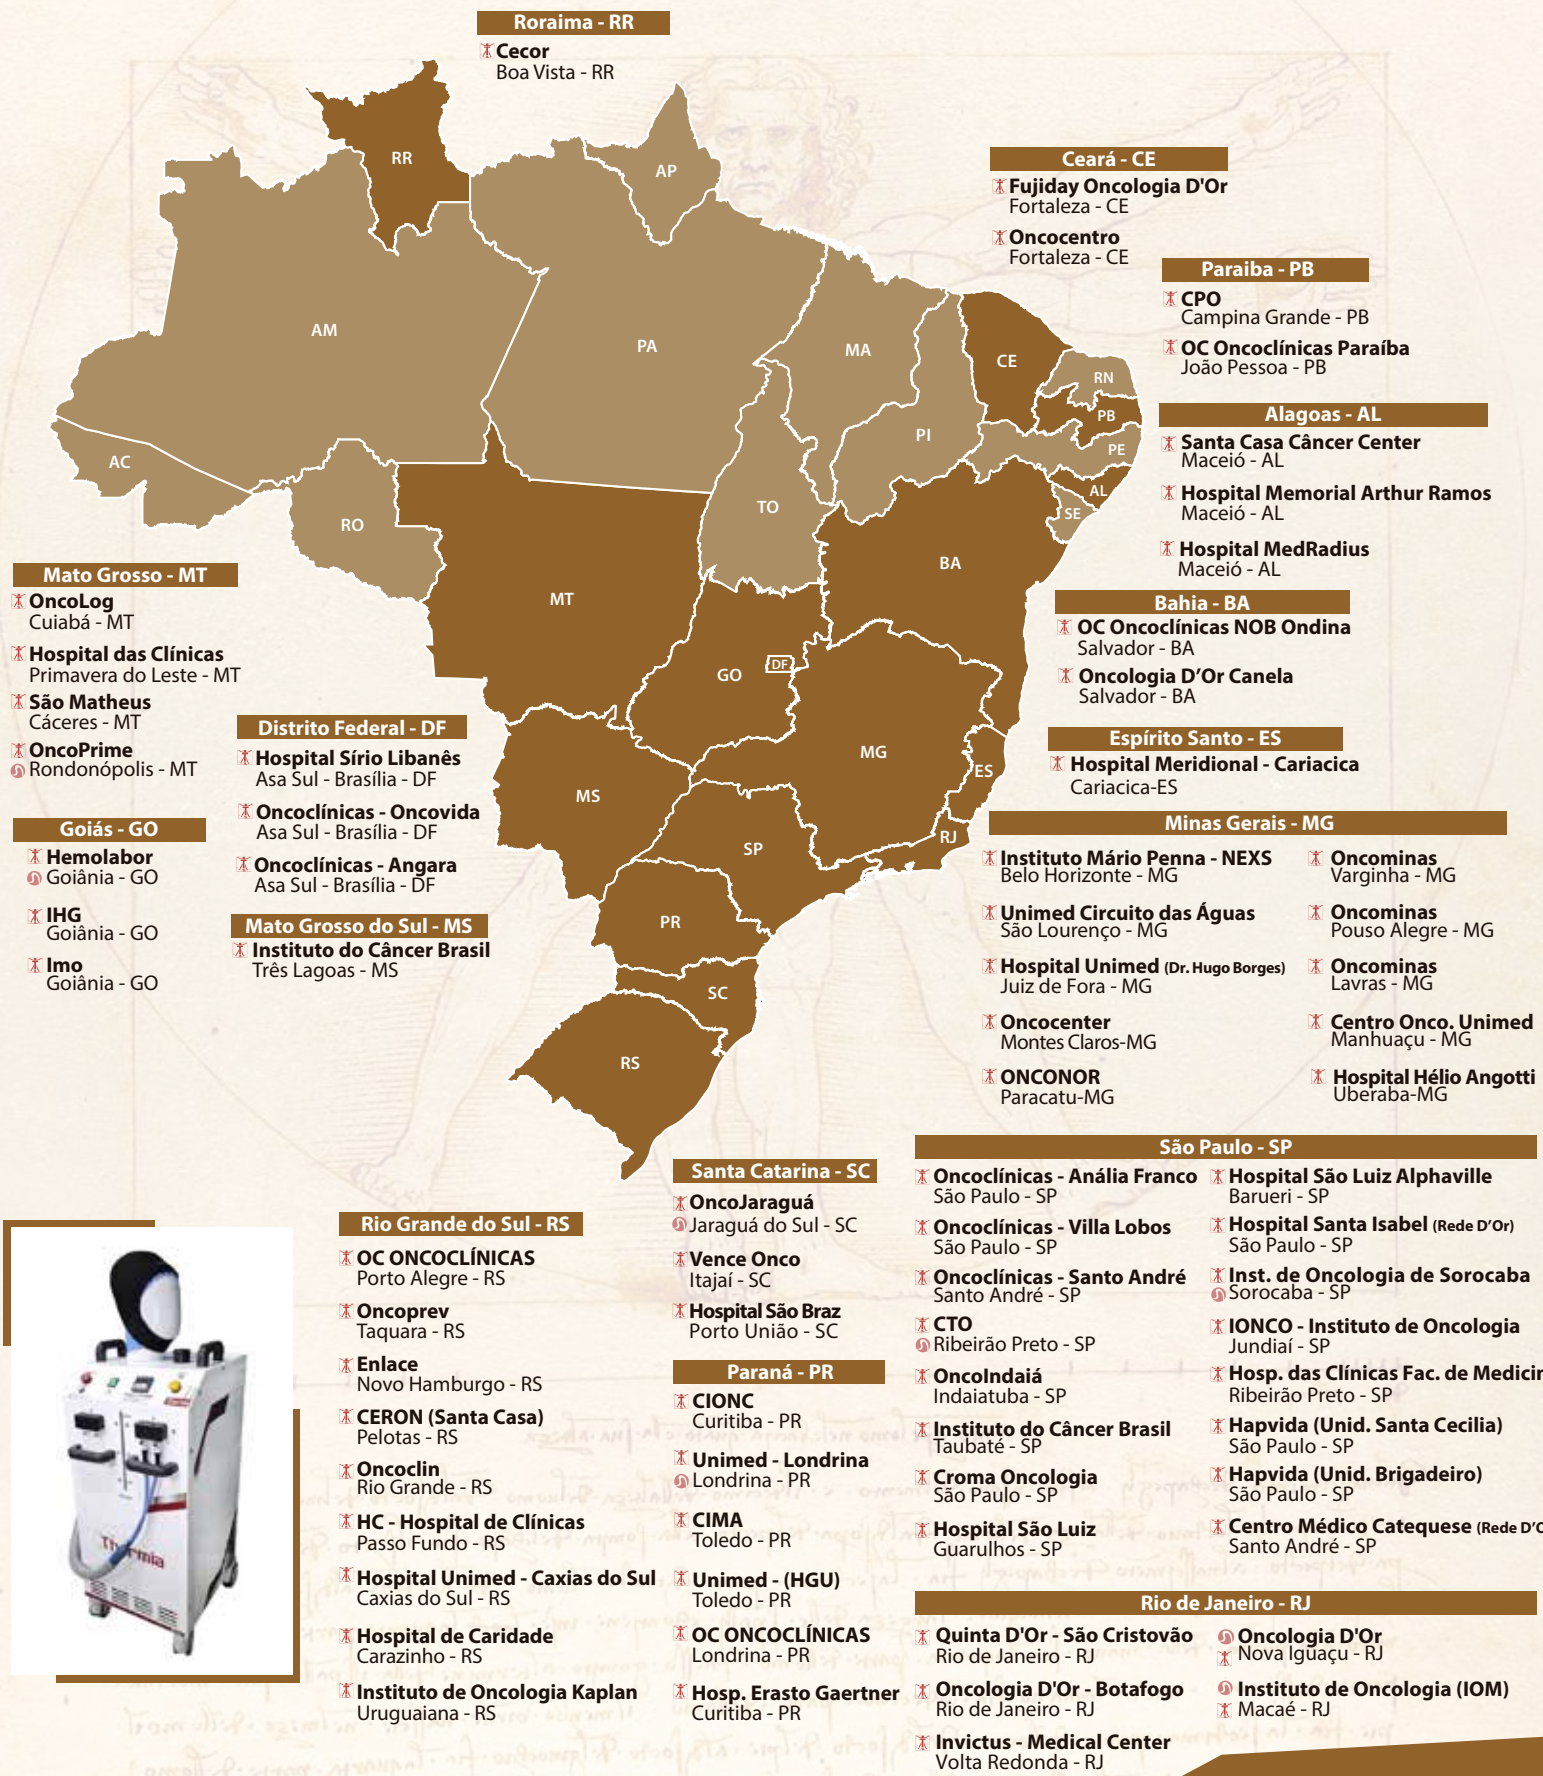 Roraima - RR
Cecor
Boa Vista - RR
RR
AP
AM
PA
MA
CE
RN
PB
PI
PE
AC
AL
SE
TO
RO
BA
MT
GO
DF
MG
ES
MS
RJ
SP
PR
SC
RS
Ceará - CE
Fujiday Oncologia D'Or
Fortaleza - CE
Oncocentro
Fortaleza - CE
Paraiba - PB
CPO
Campina Grande - PB
OC Oncoclínicas Paraíba
João Pessoa - PB
Alagoas - AL
Santa Casa Câncer Center
Maceió - AL
Hospital Memorial Arthur Ramos
Maceió - AL
Hospital MedRadius
Maceió - AL
Bahia - BA
OC Oncoclínicas NOB Ondina
Salvador - BA
Oncologia D’Or Canela
Salvador - BA
Espírito Santo - ES
Hospital Meridional - Cariacica
Cariacica-ES
Mato Grosso - MT
OncoLog
Cuiabá - MT
Hospital das Clínicas
Primavera do Leste - MT
São Matheus
Cáceres - MT
OncoPrime
Rondonópolis - MT
Distrito Federal - DF
Hospital Sírio Libanês
Asa Sul - Brasília - DF
Oncoclínicas - Oncovida
Asa Sul - Brasília - DF
Oncoclínicas - Angara
Asa Sul - Brasília - DF
Goiás - GO
Hemolabor
Goiânia - GO
IHG
Goiânia - GO
Imo
Goiânia - GO
Mato Grosso do Sul - MS
Instituto do Câncer Brasil
Três Lagoas - MS
Minas Gerais - MG
Instituto Mário Penna - NEXS
Belo Horizonte - MG
Unimed Circuito das Águas
São Lourenço - MG
Hospital Unimed (Dr. Hugo Borges)
Juiz de Fora - MG
Oncocenter
Montes Claros-MG
ONCONOR
Paracatu-MG
Oncominas
Varginha - MG
Oncominas
Pouso Alegre - MG
Oncominas
Lavras - MG
Centro Onco. Unimed
Manhuaçu - MG
Hospital Hélio Angotti
Uberaba-MG
São Paulo - SP
Oncoclínicas - Anália Franco
São Paulo - SP
Oncoclínicas - Villa Lobos
São Paulo - SP
Oncoclínicas - Santo André
Santo André - SP
CTO
Ribeirão Preto - SP
OncoIndaiá
Indaiatuba - SP
Instituto do Câncer Brasil
Taubaté - SP
Croma Oncologia
São Paulo - SP
Hospital São Luiz
Guarulhos - SP
Hospital São Luiz Alphaville
Barueri - SP
Hospital Santa Isabel (Rede D’Or)
São Paulo - SP
Inst. de Oncologia de Sorocaba
Sorocaba - SP
IONCO - Instituto de Oncologia
Jundiaí - SP
Hosp. das Clínicas Fac. de Medicin
Ribeirão Preto - SP
Hapvida (Unid. Santa Cecilia)
São Paulo - SP
Hapvida (Unid. Brigadeiro)
São Paulo - SP
Centro Médico Catequese (Rede D’O
Santo André - SP
Santa Catarina - SC
OncoJaraguá
Jaraguá do Sul - SC
Vence Onco
Itajaí - SC
Hospital São Braz
Porto União - SC
Rio Grande do Sul - RS
OC ONCOCLÍNICAS
Porto Alegre - RS
Oncoprev
Taquara - RS
Enlace
Novo Hamburgo - RS
CERON (Santa Casa)
Pelotas - RS
Oncoclin
Rio Grande - RS
HC - Hospital de Clínicas
Passo Fundo - RS
Hospital Unimed - Caxias do Sul
Caxias do Sul - RS
Hospital de Caridade
Carazinho - RS
Instituto de Oncologia Kaplan
Uruguaiana - RS
Paraná - PR
CIONC
Curitiba - PR
Unimed - Londrina
Londrina - PR
CIMA
Toledo - PR
Unimed - (HGU)
Toledo - PR
OC ONCOCLÍNICAS
Londrina - PR
Hosp. Erasto Gaertner
Curitiba - PR
Rio de Janeiro - RJ
Quinta D'Or - São Cristovão
Rio de Janeiro - RJ
Oncologia D'Or - Botafogo
Rio de Janeiro - RJ
Invictus - Medical Center
Volta Redonda - RJ
Oncologia D'Or
Nova Iguaçu - RJ
Instituto de Oncologia (IOM)
Macaé - RJ
Thermia